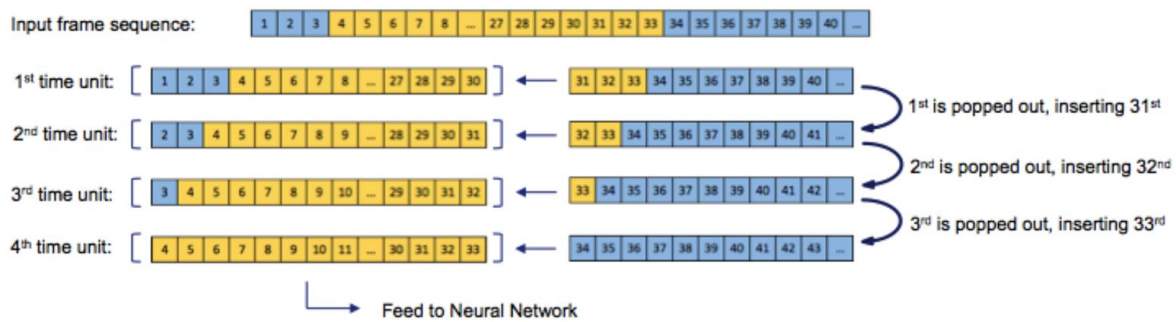 Input frame sequence: 1 2 3 4 5 6 7 8 ... 27 28 29 30 31 32 33 34 35 36 37 38 39 40 ...
1st time unit: 1 2 3 4 5 6 7 8 ... 27 28 29 30 31 32 33 34 35 36 37 38 39 40 ...
1st is popped out, inserting 31st
2nd time unit: 2 3 4 5 6 7 8 9 ... 28 29 30 31 32 33 34 35 36 37 38 39 40 41 ...
2nd is popped out, inserting 32nd
3rd time unit: 3 4 5 6 7 8 9 10 ... 29 30 31 32 33 34 35 36 37 38 39 40 41 42 ...
3rd is popped out, inserting 33rd
4th time unit: 4 5 6 7 8 9 10 11 ... 30 31 32 33 34 35 36 37 38 39 40 41 42 43 ...
Feed to Neural Network